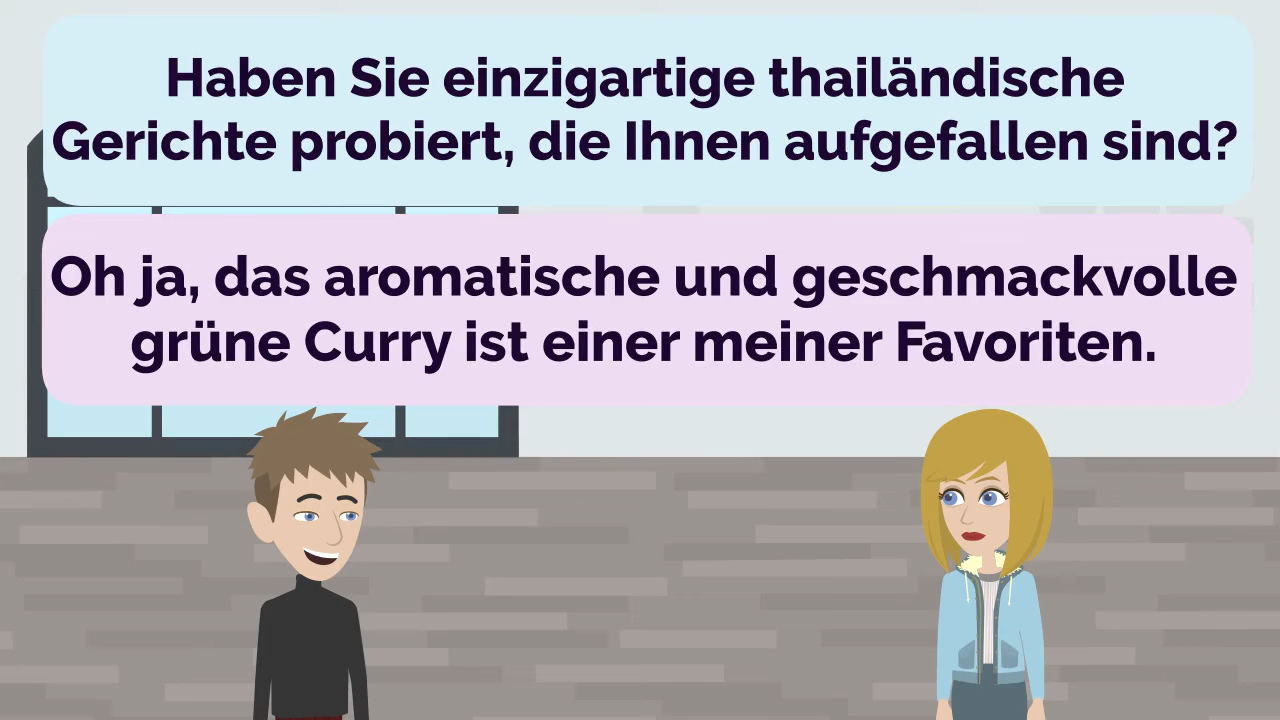 Haben Sie einzigartige thailändische
Gerichte probiert, die Ihnen aufgefallen sind?
Oh ja, das aromatische und geschmackvolle
grüne Curry ist einer meiner Favoriten.